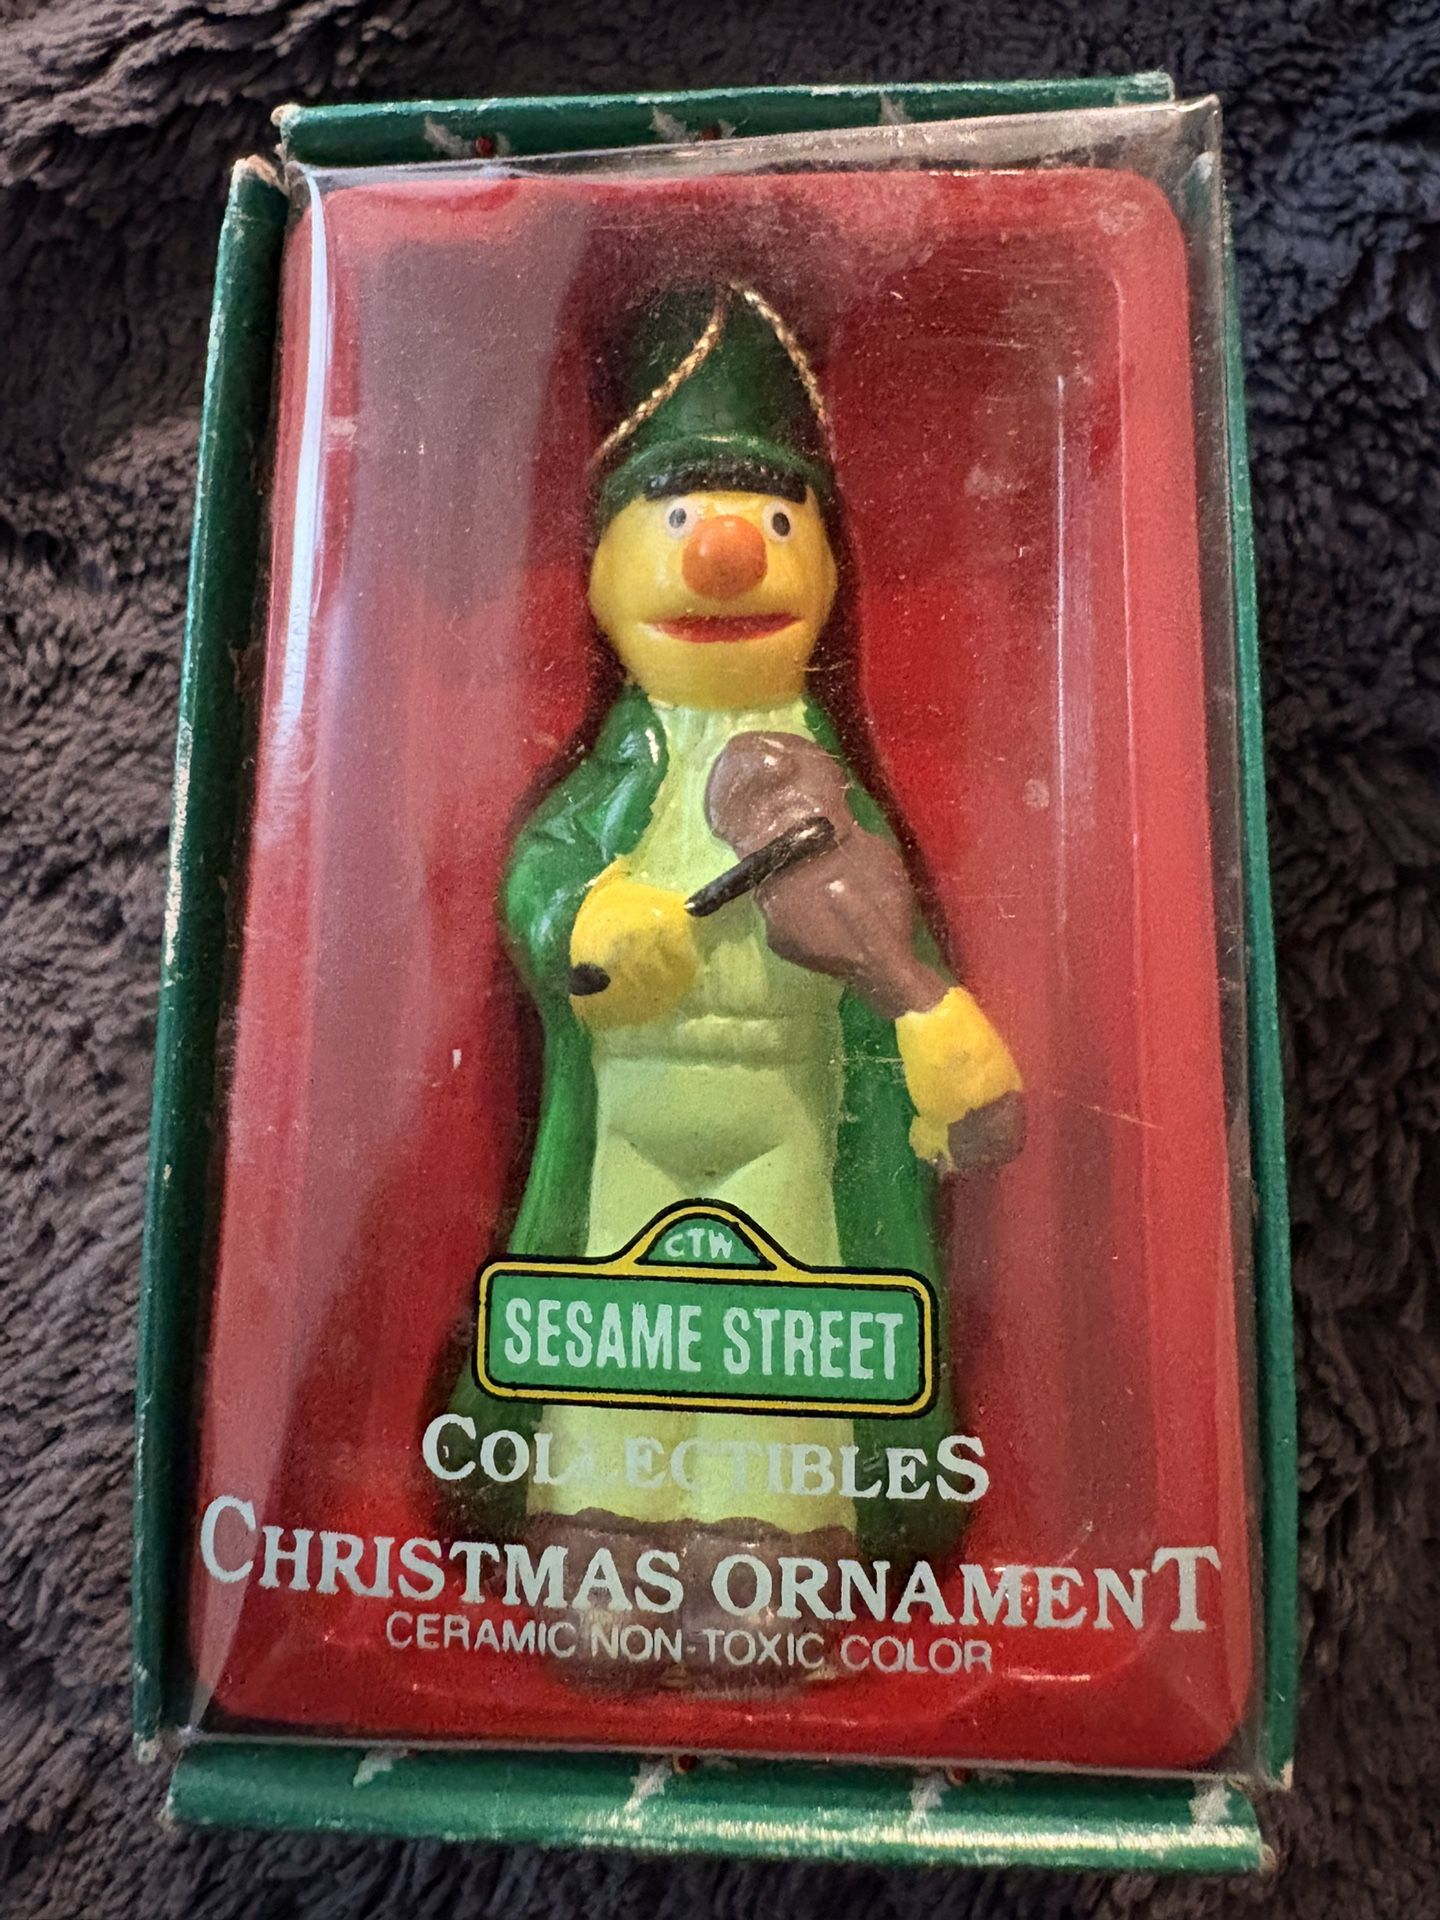 CTW
SESAME STREET
COLLECTIBLES
CHRISTMAS ORNAMENT
CERAMIC NON-TOXIC COLOR